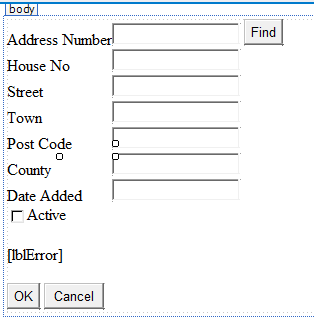 body
Address Number Find
House No
Street
Town
Post Code
County
Date Added
Active
[lblError]
OK Cancel